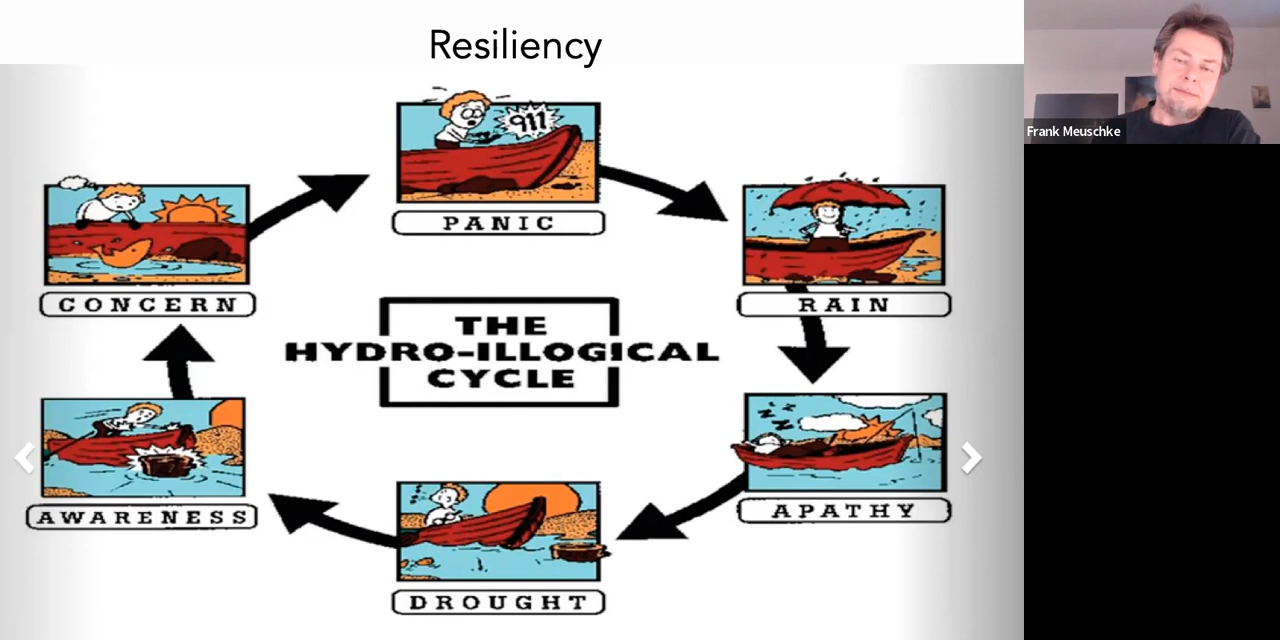 Resiliency
Frank Meuschke
911
PANIC
CONCERN
RAIN
THE
HYDRO-ILLOGICAL
CYCLE
AWARENESS
Z Z Z
APATHY
DROUGHT